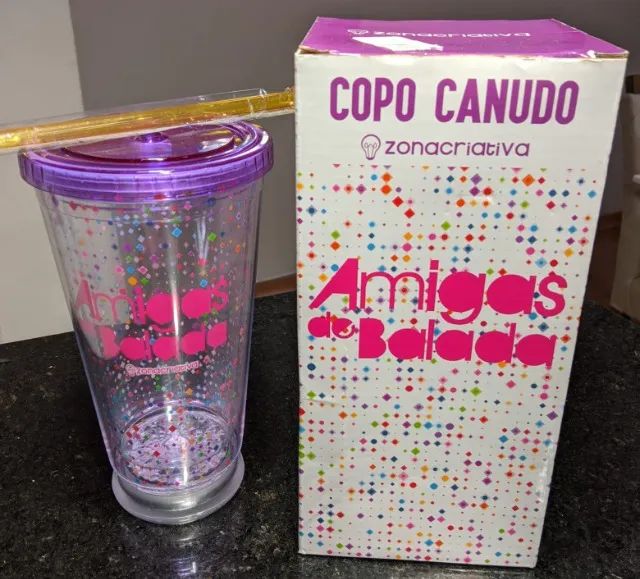 zonacriativa
COPO CANUDO
zonacriativa
Amigas
de Balada
Amigas
de Balada
zonacriativa